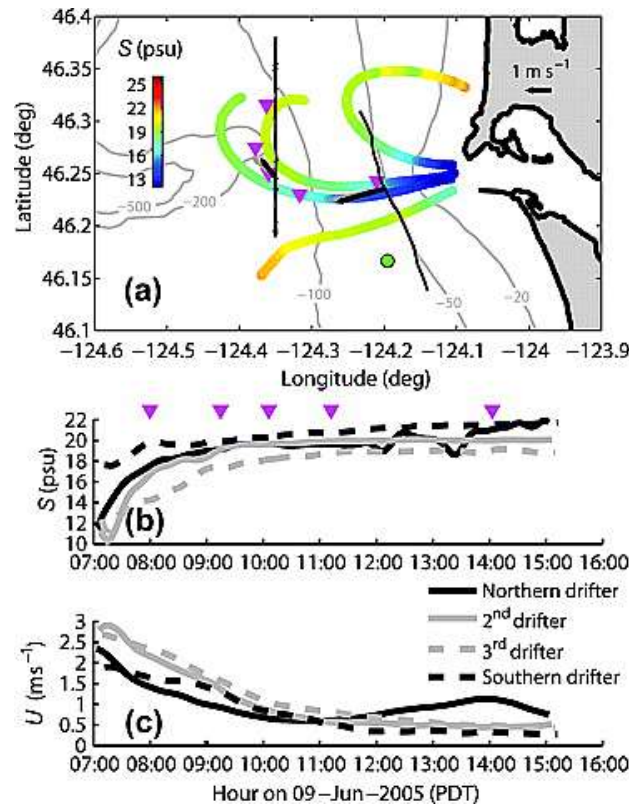 46.4
S (psu)
25
22
19
16
13
1 m s⁻¹
46.35
46.3
46.25
46.2
46.15
46.1
Latitude (deg)
−500
−200
−100
−50
−20
(a)
−124.6 −124.5 −124.4 −124.3 −124.2 −124.1 −124 −123.9
Longitude (deg)
22
20
18
16
14
12
10
S (psu)
(b)
07:00 08:00 09:00 10:00 11:00 12:00 13:00 14:00 15:00 16:00
Northern drifter
2nd drifter
3rd drifter
Southern drifter
3
2.5
2
1.5
1
0.5
0
U (ms⁻¹)
(c)
07:00 08:00 09:00 10:00 11:00 12:00 13:00 14:00 15:00 16:00
Hour on 09−Jun−2005 (PDT)